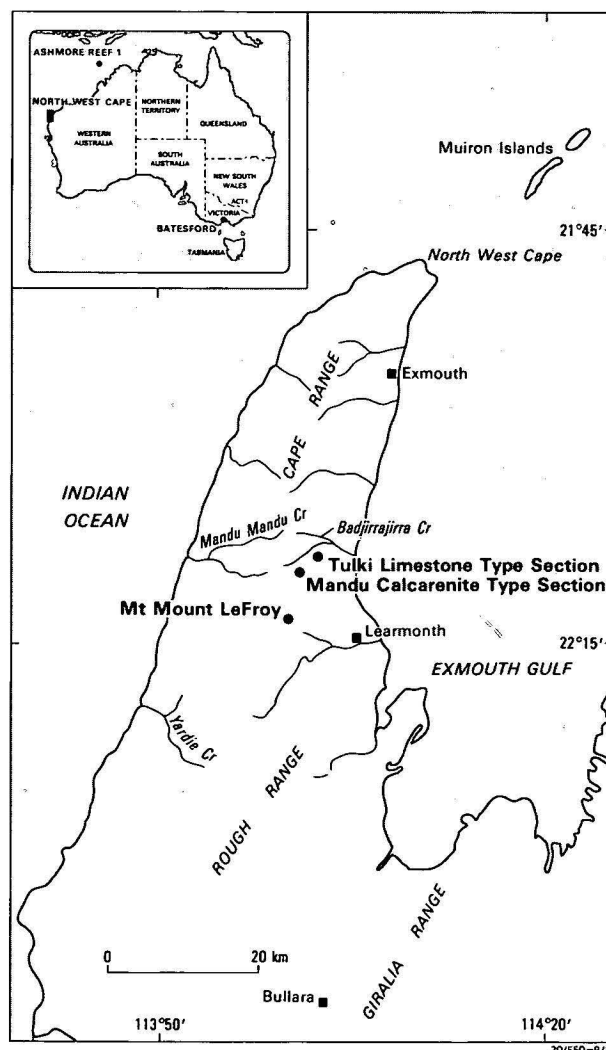 ASHMORE REEF 1
NORTH WEST CAPE
NORTHERN
TERRITORY
QUEENSLAND
WESTERN
AUSTRALIA
SOUTH
AUSTRALIA
NEW SOUTH
WALES
ACT
VICTORIA
BATESFORD
TASMANIA
Muiron Islands
21°45'
North West Cape
Exmouth
CAPE RANGE
INDIAN
OCEAN
Mandu Mandu Cr
Badjirrajirra Cr
Tulki Limestone Type Section
Mandu Calcarenite Type Section
Mt Mount LeFroy
Learmonth
22°15'
EXMOUTH GULF
Yardie Cr
ROUGH RANGE
0 20 km
GIRALIA RANGE
Bullara
113°50'
114°20'